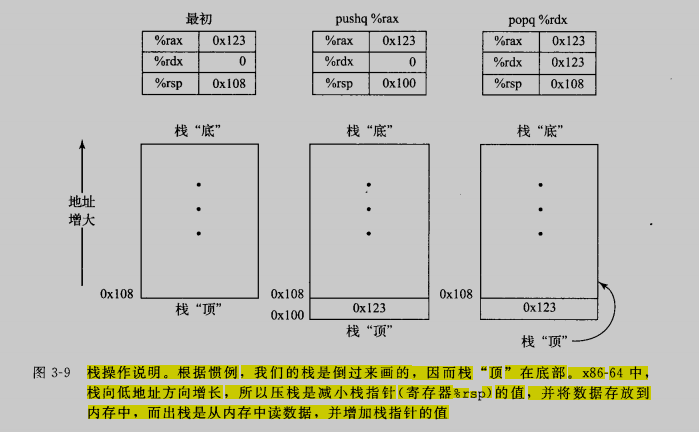 最初
%rax 0x123
%rdx 0
%rsp 0x108
pushq %rax
%rax 0x123
%rdx 0
%rsp 0x100
popq %rdx
%rax 0x123
%rdx 0x123
%rsp 0x108
地址
增大
栈“底”
0x108
栈“顶”
栈“底”
0x108
0x100
0x123
栈“顶”
栈“底”
0x108
0x123
栈“顶”
图 3-9 栈操作说明。根据惯例，我们的栈是倒过来画的，因而栈“顶”在底部。x86-64 中，
栈向低地址方向增长，所以压栈是减小栈指针(寄存器%rsp)的值，并将数据存放到
内存中，而出栈是从内存中读数据，并增加栈指针的值